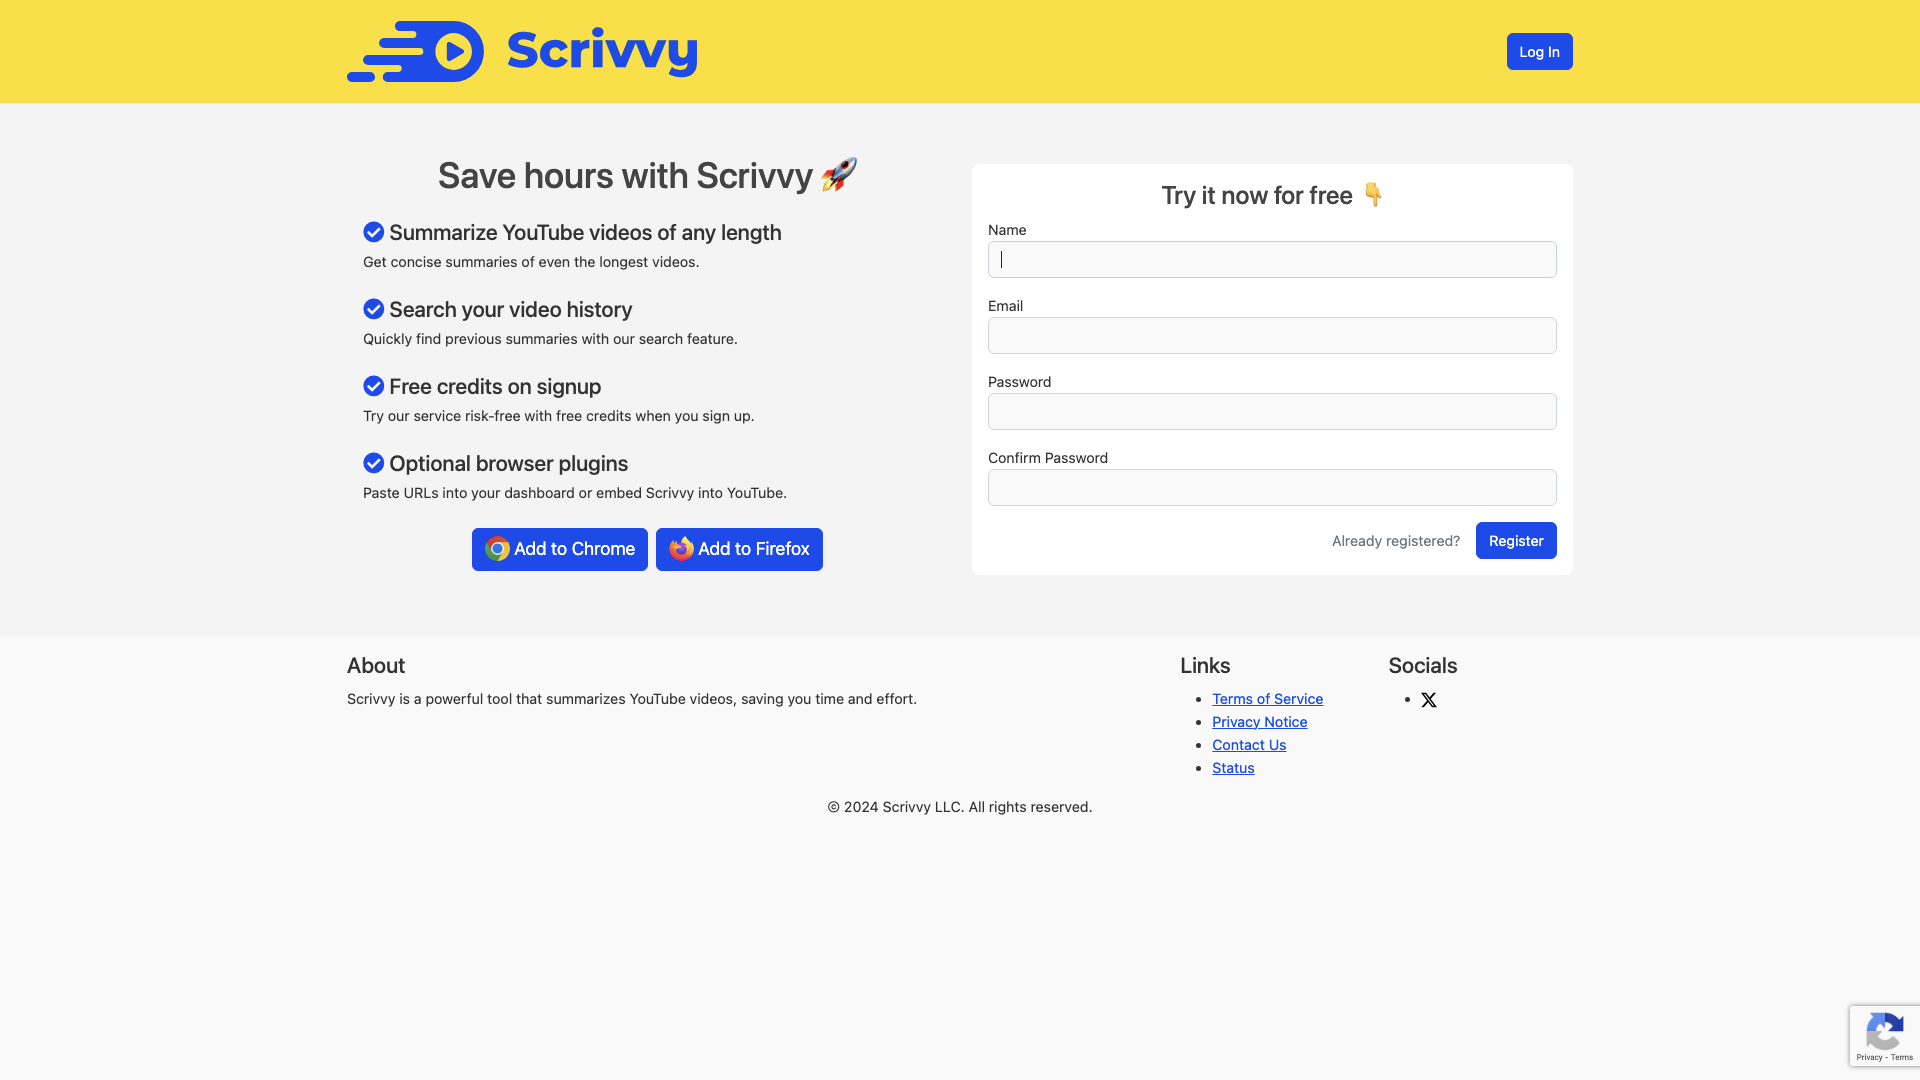 Scrivvy
Log In
Save hours with Scrivvy 🚀
Summarize YouTube videos of any length
Get concise summaries of even the longest videos.
Search your video history
Quickly find previous summaries with our search feature.
Free credits on signup
Try our service risk-free with free credits when you sign up.
Optional browser plugins
Paste URLs into your dashboard or embed Scrivvy into YouTube.
Add to Chrome
Add to Firefox
Try it now for free 👇
Name
Email
Password
Confirm Password
Already registered?
Register
About
Scrivvy is a powerful tool that summarizes YouTube videos, saving you time and effort.
Links
Terms of Service
Privacy Notice
Contact Us
Status
Socials
© 2024 Scrivvy LLC. All rights reserved.
Privacy - Terms